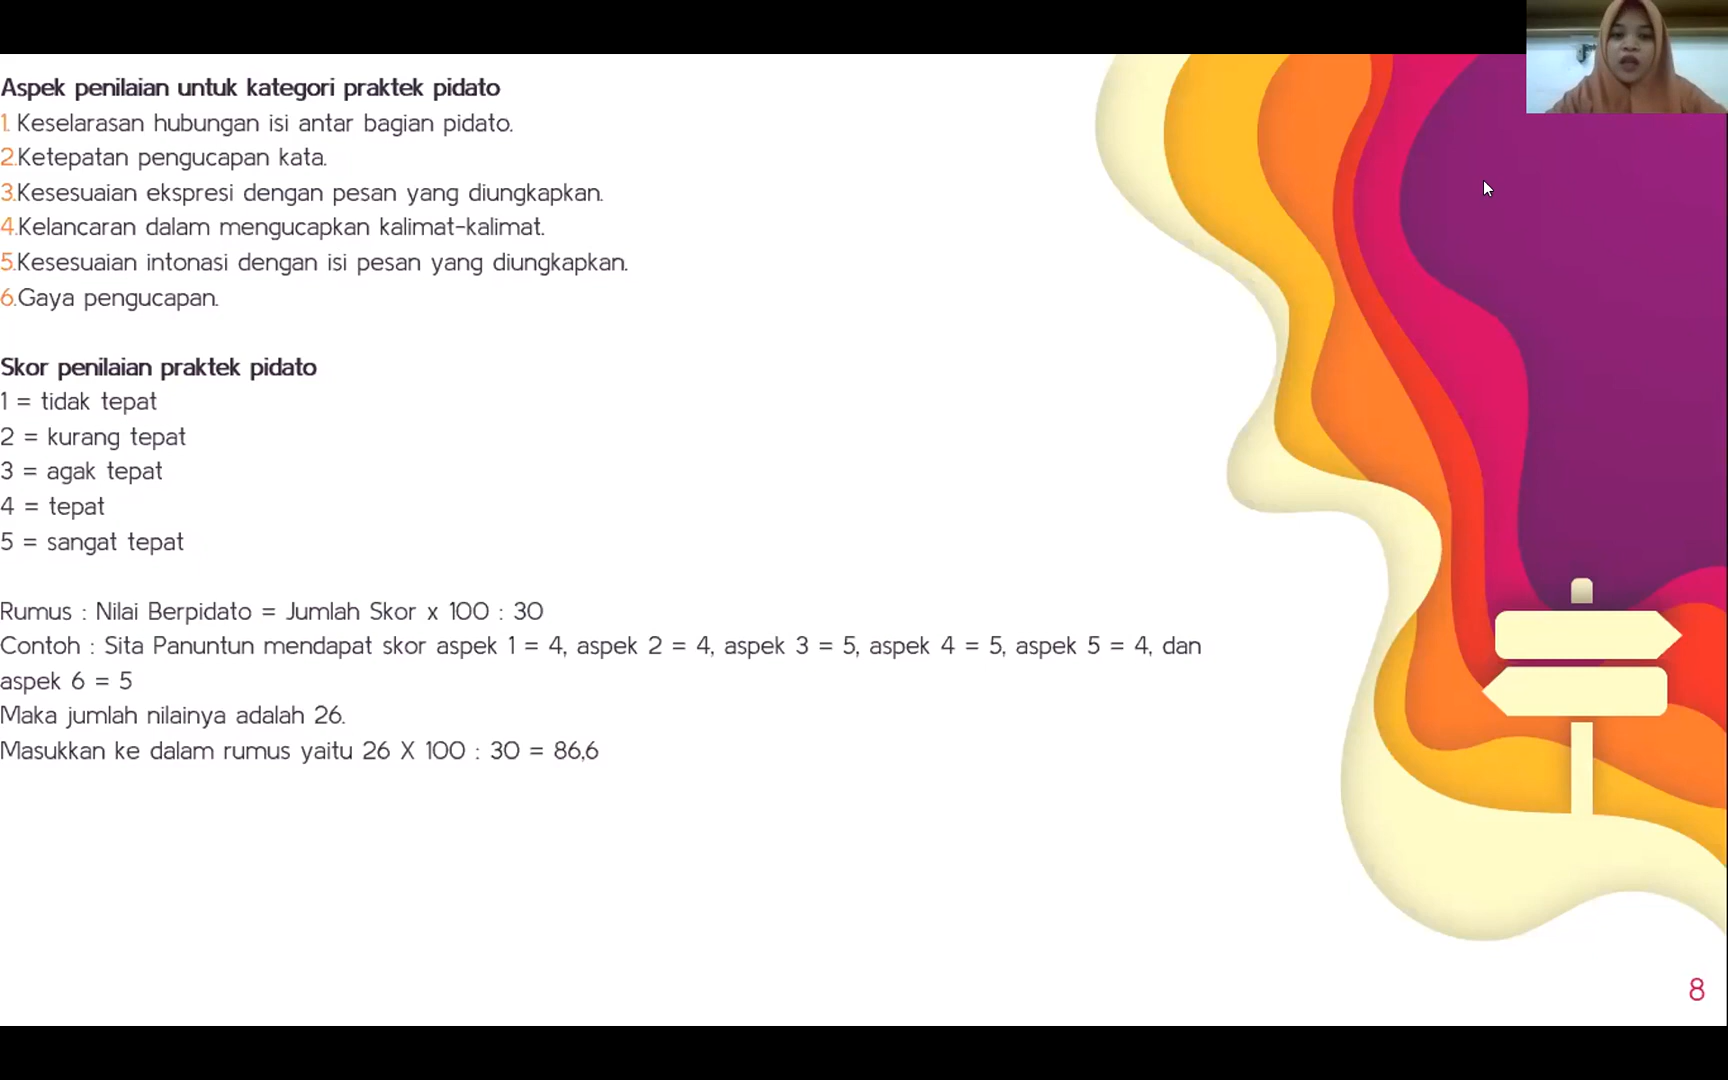 Aspek penilaian untuk kategori praktek pidato
1. Keselarasan hubungan isi antar bagian pidato.
2.Ketepatan pengucapan kata.
3.Kesesuaian ekspresi dengan pesan yang diungkapkan.
4.Kelancaran dalam mengucapkan kalimat-kalimat.
5.Kesesuaian intonasi dengan isi pesan yang diungkapkan.
6.Gaya pengucapan.
Skor penilaian praktek pidato
1 = tidak tepat
2 = kurang tepat
3 = agak tepat
4 = tepat
5 = sangat tepat
Rumus : Nilai Berpidato = Jumlah Skor x 100 : 30
Contoh : Sita Panuntun mendapat skor aspek 1 = 4, aspek 2 = 4, aspek 3 = 5, aspek 4 = 5, aspek 5 = 4, dan
aspek 6 = 5
Maka jumlah nilainya adalah 26.
Masukkan ke dalam rumus yaitu 26 X 100 : 30 = 86,6
8